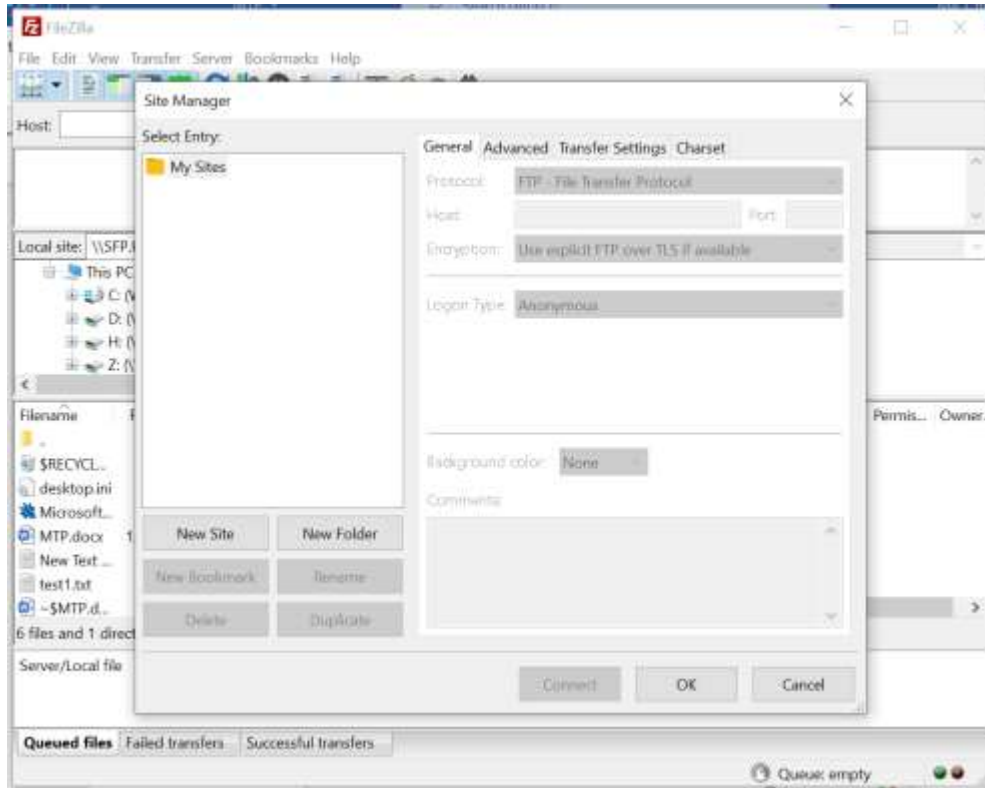 FileZilla
File Edit View Transfer Server Bookmarks Help
Host:
Site Manager
Select Entry:
My Sites
General Advanced Transfer Settings Charset
Protocol: FTP - File Transfer Protocol
Host: Port:
Encryption: Use explicit FTP over TLS if available
Logon Type: Anonymous
Background color: None
Comments:
New Site New Folder
New Bookmark Rename
Delete Duplicate
Connect OK Cancel
Local site: \\SFP.
This PC
C: (
D: (
H: (
Z: (
Filename
Permis... Owner
..
$RECYCL...
desktop.ini
Microsoft...
MTP.docx 1
New Text ...
test1.txt
~$MTP.d...
6 files and 1 direct
Server/Local file
Queued files Failed transfers Successful transfers
Queue: empty